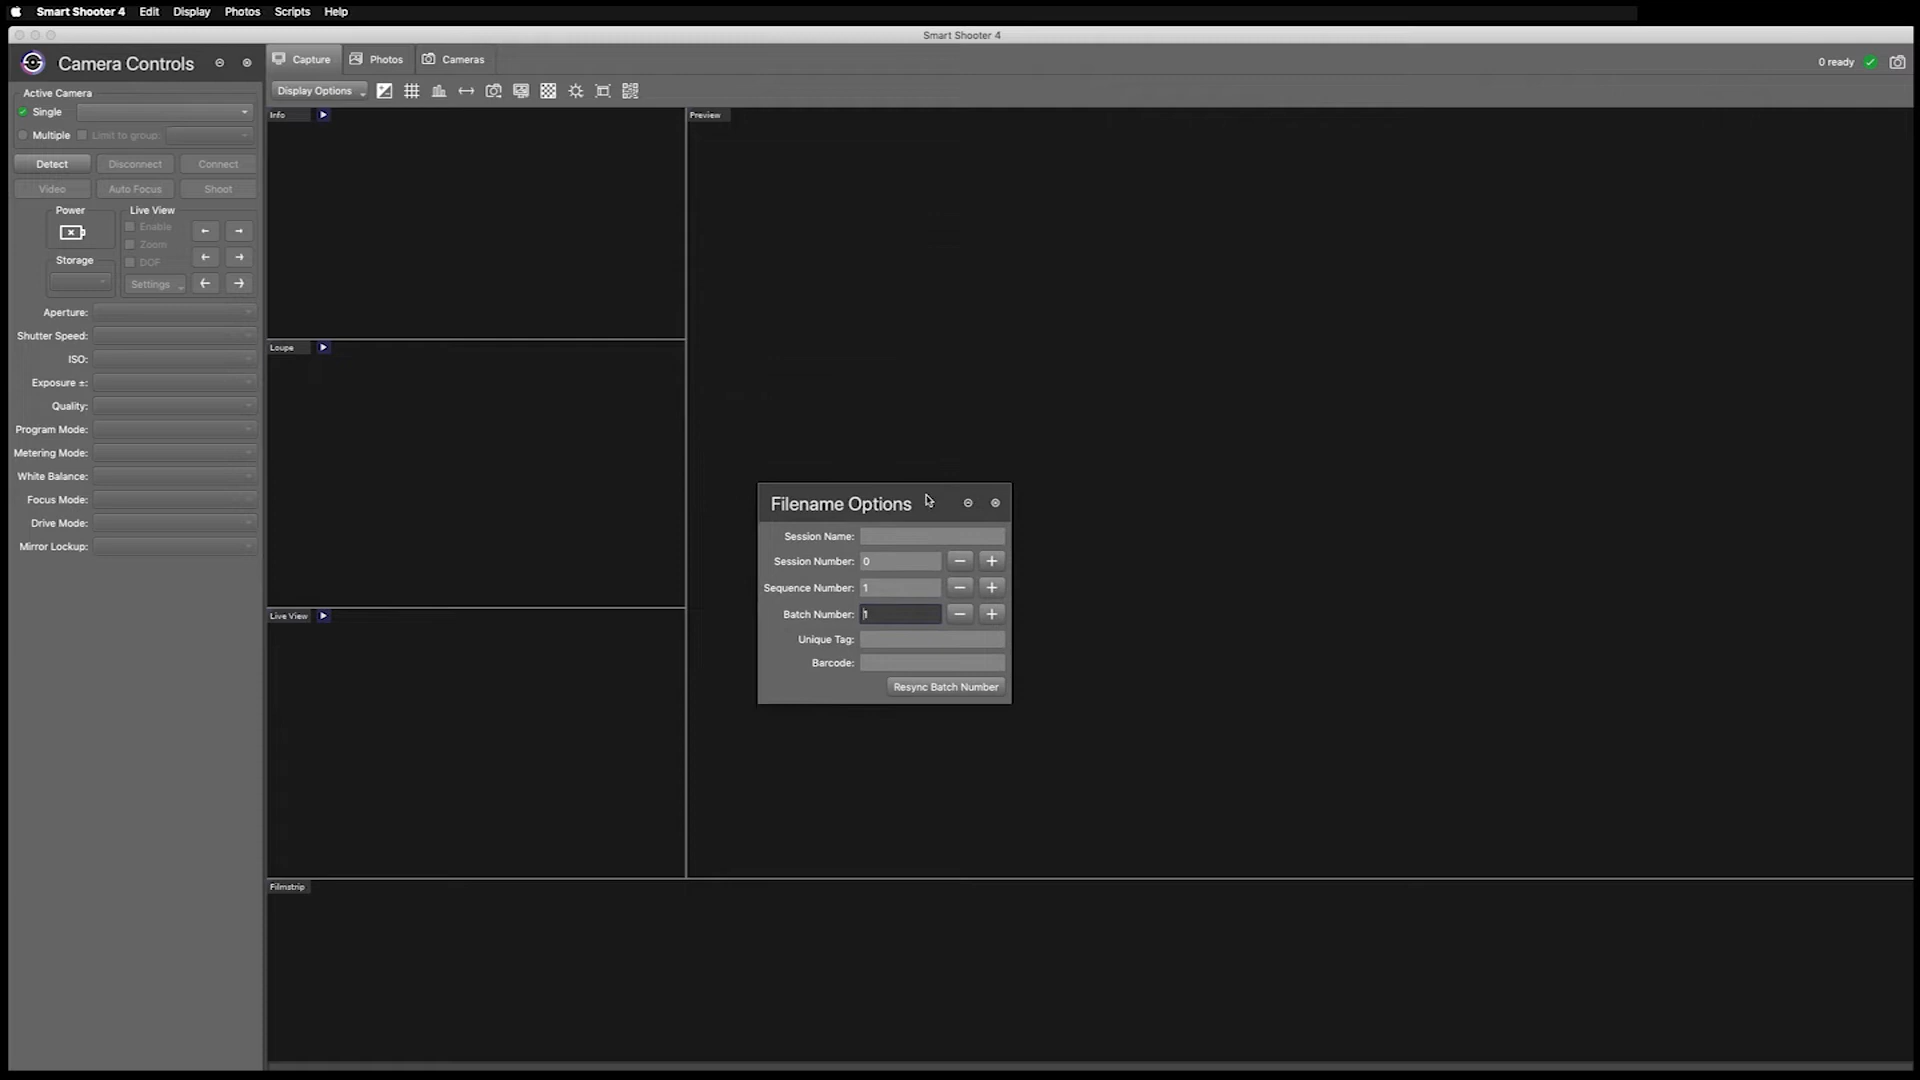 Smart Shooter 4 Edit Display Photos Scripts Help
Smart Shooter 4
Camera Controls
Capture Photos Cameras
0 ready
Display Options
Active Camera
Single
Multiple Limit to group:
Detect Disconnect Connect
Video Auto Focus Shoot
Power Live View
Enable
Zoom
Storage
DOF
Settings
Aperture:
Shutter Speed:
ISO:
Exposure ±:
Quality:
Program Mode:
Metering Mode:
White Balance:
Focus Mode:
Drive Mode:
Mirror Lockup:
Info
Preview
Loupe
Live View
Filmstrip
Filename Options
Session Name:
Session Number: 0
Sequence Number: 1
Batch Number: 1
Unique Tag:
Barcode:
Resync Batch Number